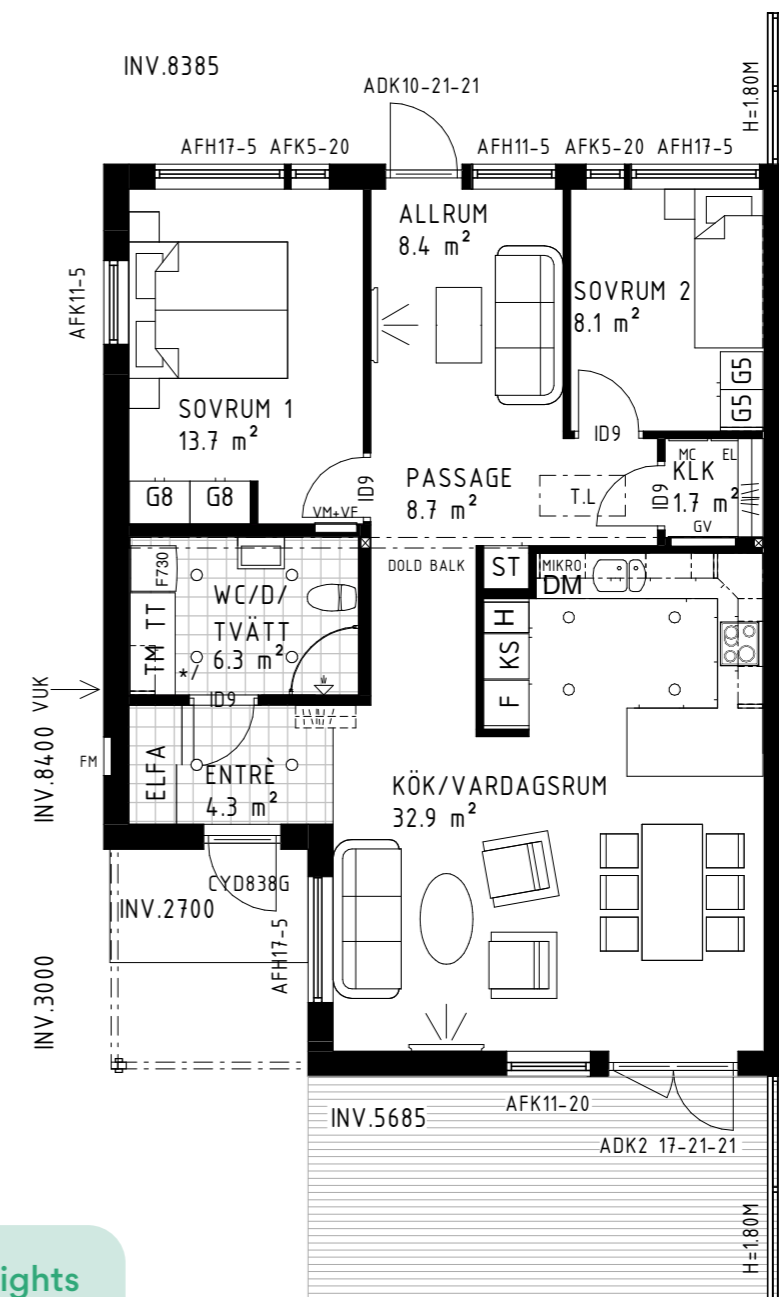 INV.8385
ADK10-21-21
H=1.80M
AFH17-5 AFK5-20
AFH11-5 AFK5-20 AFH17-5
ALLRUM
8.4 m²
AFK11-5
SOVRUM 2
8.1 m²
SOVRUM 1
13.7 m²
G5
G5
ID9
G8
G8
ID9
VM+VF
PASSAGE
8.7 m²
T.L
ID9
MC
EL
KLK
1.7 m²
GV
DOLD BALK
ST
MIKRO
DM
F730
WC/D/
TVÄTT
6.3 m²
TM TT
*/
H
KS
F
ID9
VUK
INV.8400
FM
ELFA
ENTRÈ
4.3 m²
KÖK/VARDAGSRUM
32.9 m²
CYD838G
INV.2700
AFH17-5
INV.3000
AFK11-20
INV.5685
ADK2 17-21-21
H=1.80M
ights